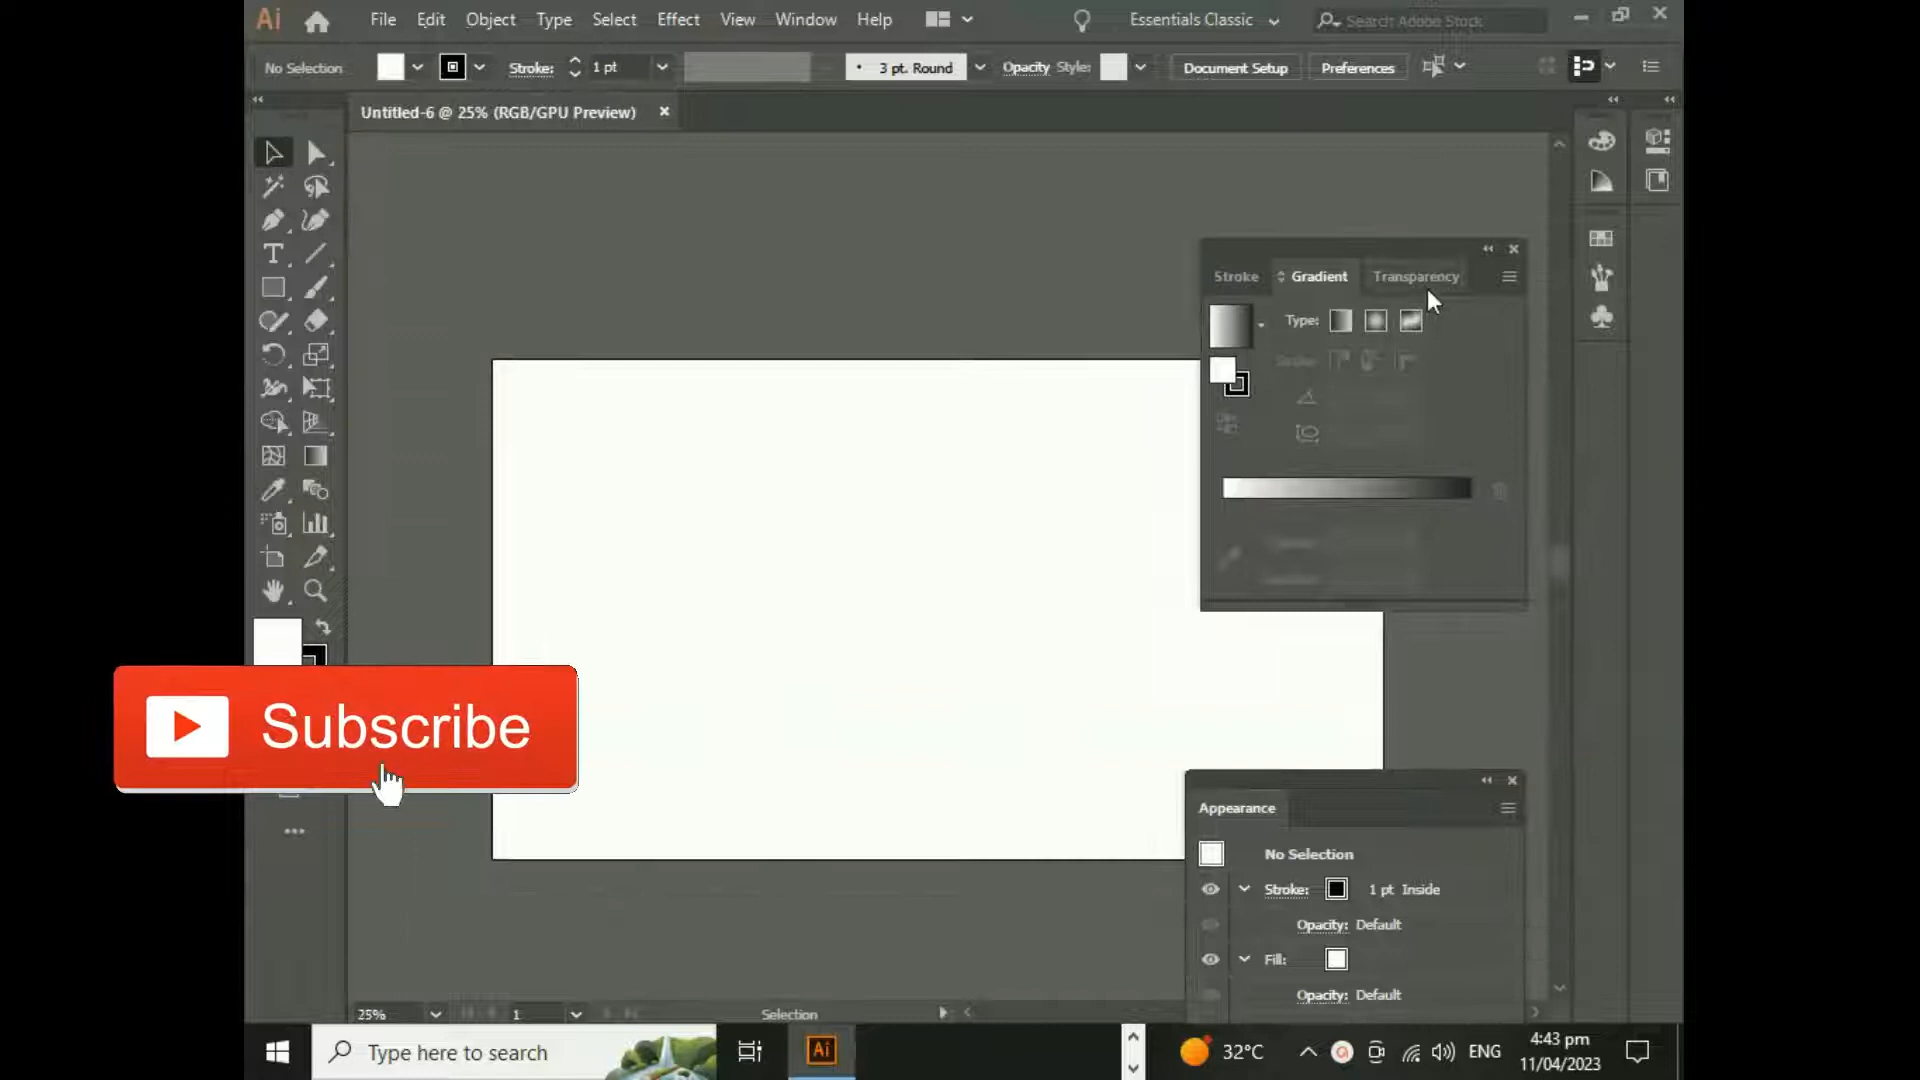 Ai File Edit Object Type Select Effect View Window Help Essentials Classic Search Adobe Stock
No Selection Stroke: 1 pt 3 pt. Round Opacity Style: Document Setup Preferences
Untitled-6 @ 25% (RGB/GPU Preview)
Stroke Gradient Transparency
Type:
Stroke:
Subscribe
Appearance
No Selection
Stroke: 1 pt Inside
Opacity: Default
Fill:
Opacity: Default
25% 1 Selection
Type here to search Ai 32°C ENG 4:43 pm
11/04/2023